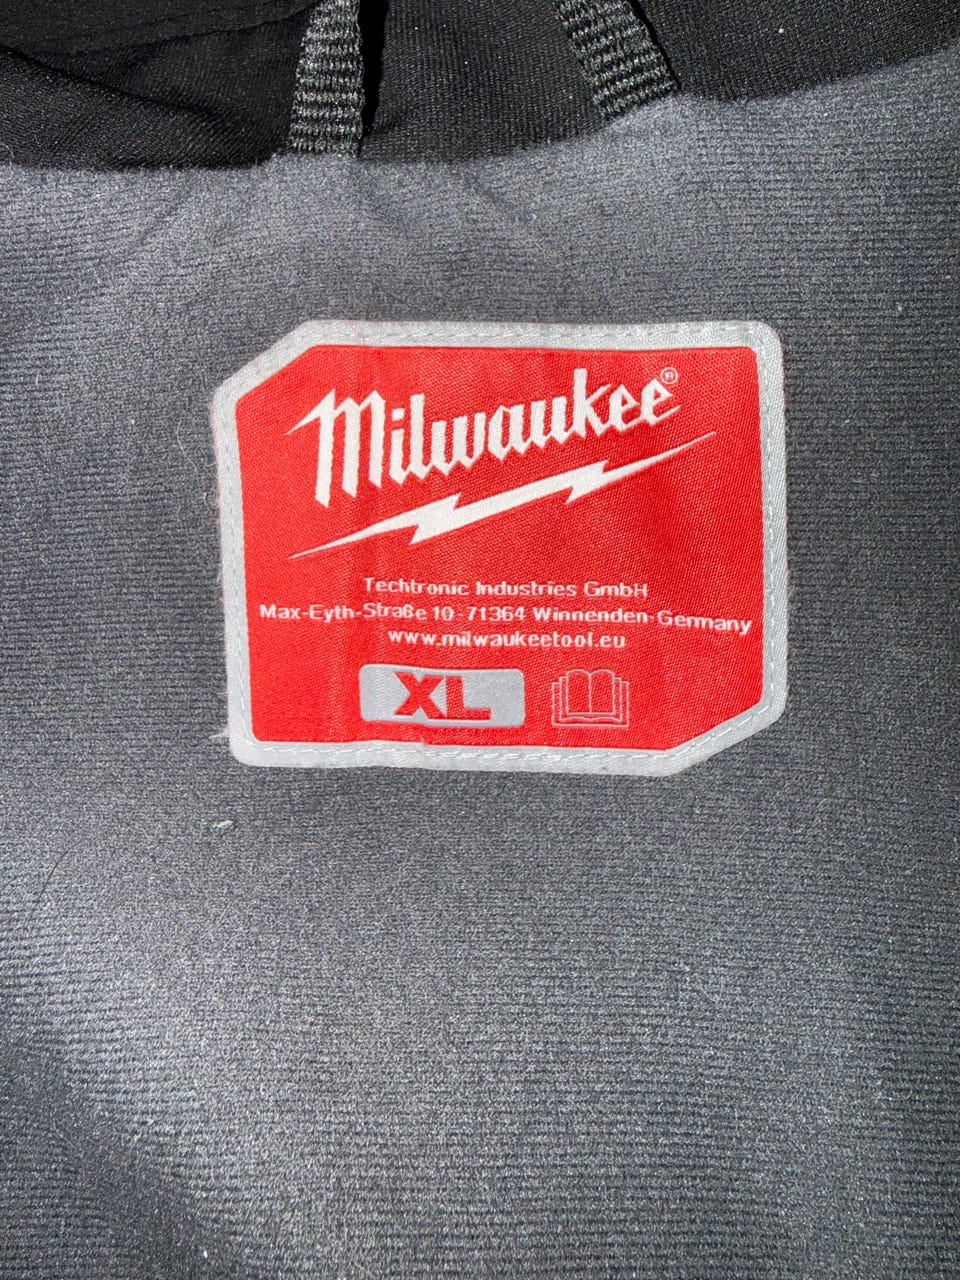 Milwaukee®
Techtronic Industries GmbH
Max-Eyth-Straße 10 - 71364 Winnenden-Germany
www.milwaukeetool.eu
XL